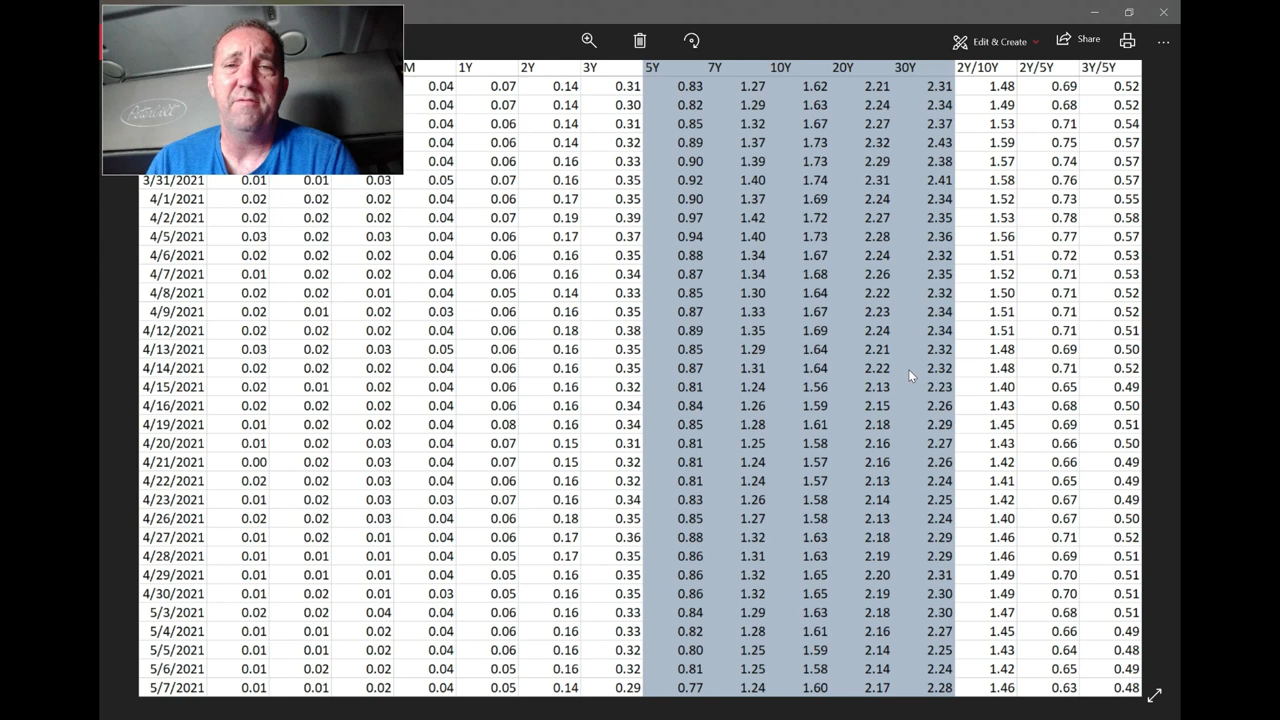 Edit & Create Share
Peterbilt
M 1Y 2Y 3Y 5Y 7Y 10Y 20Y 30Y 2Y/10Y 2Y/5Y 3Y/5Y
0.04 0.07 0.14 0.31 0.83 1.27 1.62 2.21 2.31 1.48 0.69 0.52
0.04 0.07 0.14 0.30 0.82 1.29 1.63 2.24 2.34 1.49 0.68 0.52
0.04 0.06 0.14 0.31 0.85 1.32 1.67 2.27 2.37 1.53 0.71 0.54
0.04 0.06 0.14 0.32 0.89 1.37 1.73 2.32 2.43 1.59 0.75 0.57
0.04 0.06 0.16 0.33 0.90 1.39 1.73 2.29 2.38 1.57 0.74 0.57
3/31/2021 0.01 0.01 0.03 0.05 0.07 0.16 0.35 0.92 1.40 1.74 2.31 2.41 1.58 0.76 0.57
4/1/2021 0.02 0.02 0.02 0.04 0.06 0.17 0.35 0.90 1.37 1.69 2.24 2.34 1.52 0.73 0.55
4/2/2021 0.02 0.02 0.02 0.04 0.07 0.19 0.39 0.97 1.42 1.72 2.27 2.35 1.53 0.78 0.58
4/5/2021 0.03 0.02 0.03 0.04 0.06 0.17 0.37 0.94 1.40 1.73 2.28 2.36 1.56 0.77 0.57
4/6/2021 0.02 0.02 0.02 0.04 0.06 0.16 0.35 0.88 1.34 1.67 2.24 2.32 1.51 0.72 0.53
4/7/2021 0.01 0.02 0.02 0.04 0.06 0.16 0.34 0.87 1.34 1.68 2.26 2.35 1.52 0.71 0.53
4/8/2021 0.02 0.02 0.01 0.04 0.05 0.14 0.33 0.85 1.30 1.64 2.22 2.32 1.50 0.71 0.52
4/9/2021 0.02 0.01 0.02 0.03 0.06 0.16 0.35 0.87 1.33 1.67 2.23 2.34 1.51 0.71 0.52
4/12/2021 0.02 0.02 0.02 0.04 0.06 0.18 0.38 0.89 1.35 1.69 2.24 2.34 1.51 0.71 0.51
4/13/2021 0.03 0.02 0.03 0.05 0.06 0.16 0.35 0.85 1.29 1.64 2.21 2.32 1.48 0.69 0.50
4/14/2021 0.02 0.02 0.02 0.04 0.06 0.16 0.35 0.87 1.31 1.64 2.22 2.32 1.48 0.71 0.52
4/15/2021 0.02 0.01 0.02 0.04 0.06 0.16 0.32 0.81 1.24 1.56 2.13 2.23 1.40 0.65 0.49
4/16/2021 0.02 0.02 0.02 0.04 0.06 0.16 0.34 0.84 1.26 1.59 2.15 2.26 1.43 0.68 0.50
4/19/2021 0.01 0.02 0.02 0.04 0.08 0.16 0.34 0.85 1.28 1.61 2.18 2.29 1.45 0.69 0.51
4/20/2021 0.01 0.02 0.03 0.04 0.07 0.15 0.31 0.81 1.25 1.58 2.16 2.27 1.43 0.66 0.50
4/21/2021 0.00 0.02 0.03 0.04 0.07 0.15 0.32 0.81 1.24 1.57 2.16 2.26 1.42 0.66 0.49
4/22/2021 0.01 0.02 0.02 0.04 0.06 0.16 0.32 0.81 1.24 1.57 2.13 2.24 1.41 0.65 0.49
4/23/2021 0.01 0.02 0.03 0.03 0.07 0.16 0.34 0.83 1.26 1.58 2.14 2.25 1.42 0.67 0.49
4/26/2021 0.02 0.02 0.03 0.04 0.06 0.18 0.35 0.85 1.27 1.58 2.13 2.24 1.40 0.67 0.50
4/27/2021 0.01 0.01 0.01 0.04 0.06 0.17 0.36 0.88 1.32 1.63 2.18 2.29 1.46 0.71 0.52
4/28/2021 0.01 0.01 0.01 0.04 0.05 0.17 0.35 0.86 1.31 1.63 2.19 2.29 1.46 0.69 0.51
4/29/2021 0.01 0.01 0.01 0.04 0.05 0.16 0.35 0.86 1.32 1.65 2.20 2.31 1.49 0.70 0.51
4/30/2021 0.01 0.01 0.01 0.03 0.05 0.16 0.35 0.86 1.32 1.65 2.19 2.30 1.49 0.70 0.51
5/3/2021 0.02 0.02 0.04 0.04 0.06 0.16 0.33 0.84 1.29 1.63 2.18 2.30 1.47 0.68 0.51
5/4/2021 0.01 0.01 0.02 0.04 0.06 0.16 0.33 0.82 1.28 1.61 2.16 2.27 1.45 0.66 0.49
5/5/2021 0.01 0.01 0.02 0.04 0.06 0.16 0.32 0.80 1.25 1.59 2.14 2.25 1.43 0.64 0.48
5/6/2021 0.01 0.01 0.02 0.04 0.05 0.16 0.32 0.81 1.25 1.58 2.14 2.24 1.42 0.65 0.49
5/7/2021 0.01 0.01 0.02 0.04 0.05 0.14 0.29 0.77 1.24 1.60 2.17 2.28 1.46 0.63 0.48